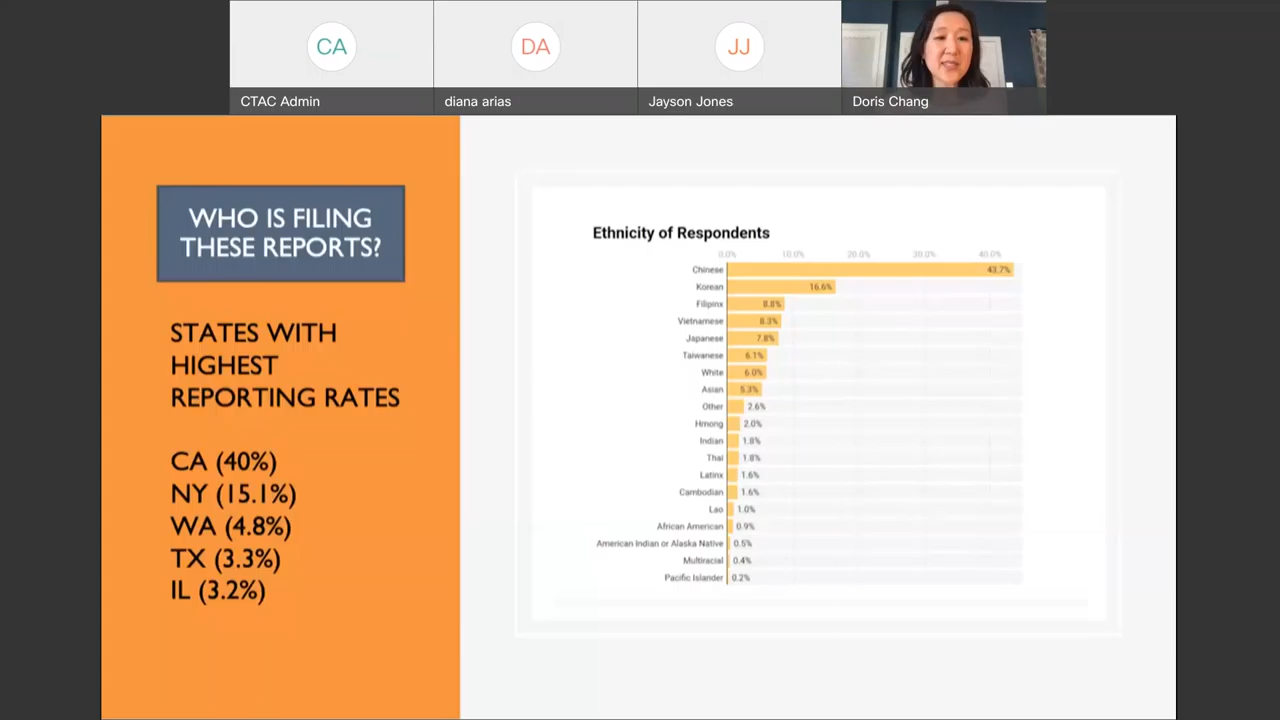 CA
DA
JJ
CTAC Admin
diana arias
Jayson Jones
Doris Chang
WHO IS FILING
THESE REPORTS?
STATES WITH
HIGHEST
REPORTING RATES
CA (40%)
NY (15.1%)
WA (4.8%)
TX (3.3%)
IL (3.2%)
Ethnicity of Respondents
0.0% 10.0% 20.0% 30.0% 40.0%
Chinese 43.7%
Korean 16.6%
Filipinx 8.8%
Vietnamese 8.3%
Japanese 7.8%
Taiwanese 6.1%
White 6.0%
Asian 5.3%
Other 2.6%
Hmong 2.0%
Indian 1.8%
Thai 1.8%
Latinx 1.6%
Cambodian 1.6%
Lao 1.0%
African American 0.9%
American Indian or Alaska Native 0.5%
Multiracial 0.4%
Pacific Islander 0.2%